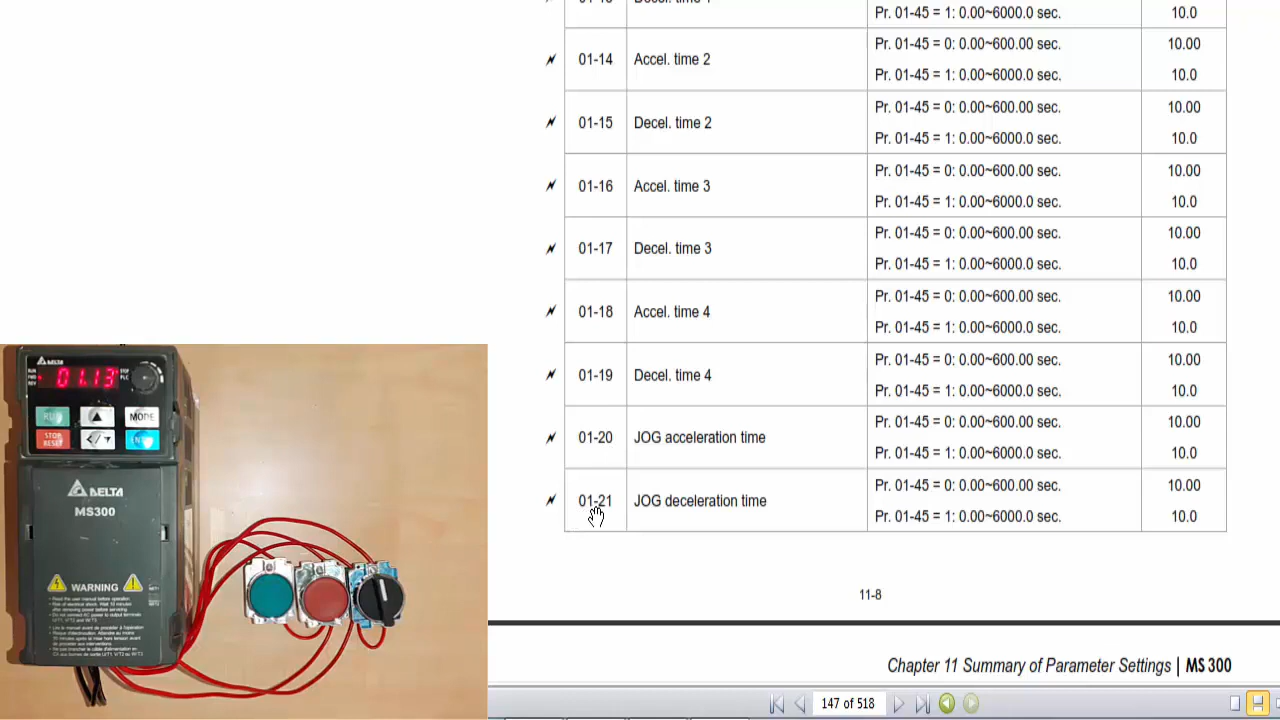 Pr. 01-45 = 1: 0.00~6000.0 sec. 10.0
01-14 Accel. time 2 Pr. 01-45 = 0: 0.00~600.00 sec. 10.00
Pr. 01-45 = 1: 0.00~6000.0 sec. 10.0
01-15 Decel. time 2 Pr. 01-45 = 0: 0.00~600.00 sec. 10.00
Pr. 01-45 = 1: 0.00~6000.0 sec. 10.0
01-16 Accel. time 3 Pr. 01-45 = 0: 0.00~600.00 sec. 10.00
Pr. 01-45 = 1: 0.00~6000.0 sec. 10.0
01-17 Decel. time 3 Pr. 01-45 = 0: 0.00~600.00 sec. 10.00
Pr. 01-45 = 1: 0.00~6000.0 sec. 10.0
01-18 Accel. time 4 Pr. 01-45 = 0: 0.00~600.00 sec. 10.00
Pr. 01-45 = 1: 0.00~6000.0 sec. 10.0
01-19 Decel. time 4 Pr. 01-45 = 0: 0.00~600.00 sec. 10.00
Pr. 01-45 = 1: 0.00~6000.0 sec. 10.0
01-20 JOG acceleration time Pr. 01-45 = 0: 0.00~600.00 sec. 10.00
Pr. 01-45 = 1: 0.00~6000.0 sec. 10.0
01-21 JOG deceleration time Pr. 01-45 = 0: 0.00~600.00 sec. 10.00
Pr. 01-45 = 1: 0.00~6000.0 sec. 10.0
11-8
Chapter 11 Summary of Parameter Settings | MS 300
147 of 518
DELTA
RUN
FWD
REV
01.13
STOP
PLC
RUN
MODE
STOP
RESET
DELTA
MS300
WARNING